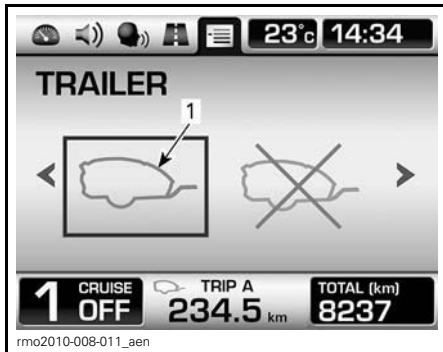 23°c 14:34
TRAILER
1
1 CRUISE OFF
TRIP A
234.5 km
TOTAL (km)
8237
rmo2010-008-011_aen